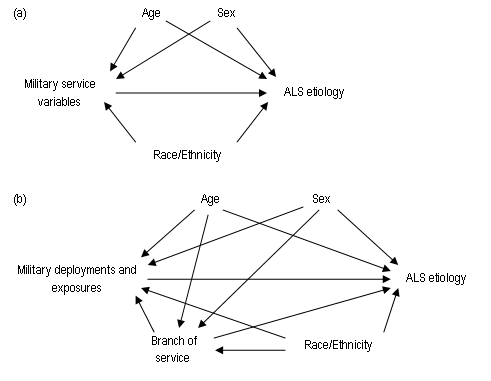 (a)
Age Sex
Military service
variables
ALS etiology
Race/Ethnicity
(b)
Age Sex
Military deployments and
exposures
ALS etiology
Branch of
service
Race/Ethnicity